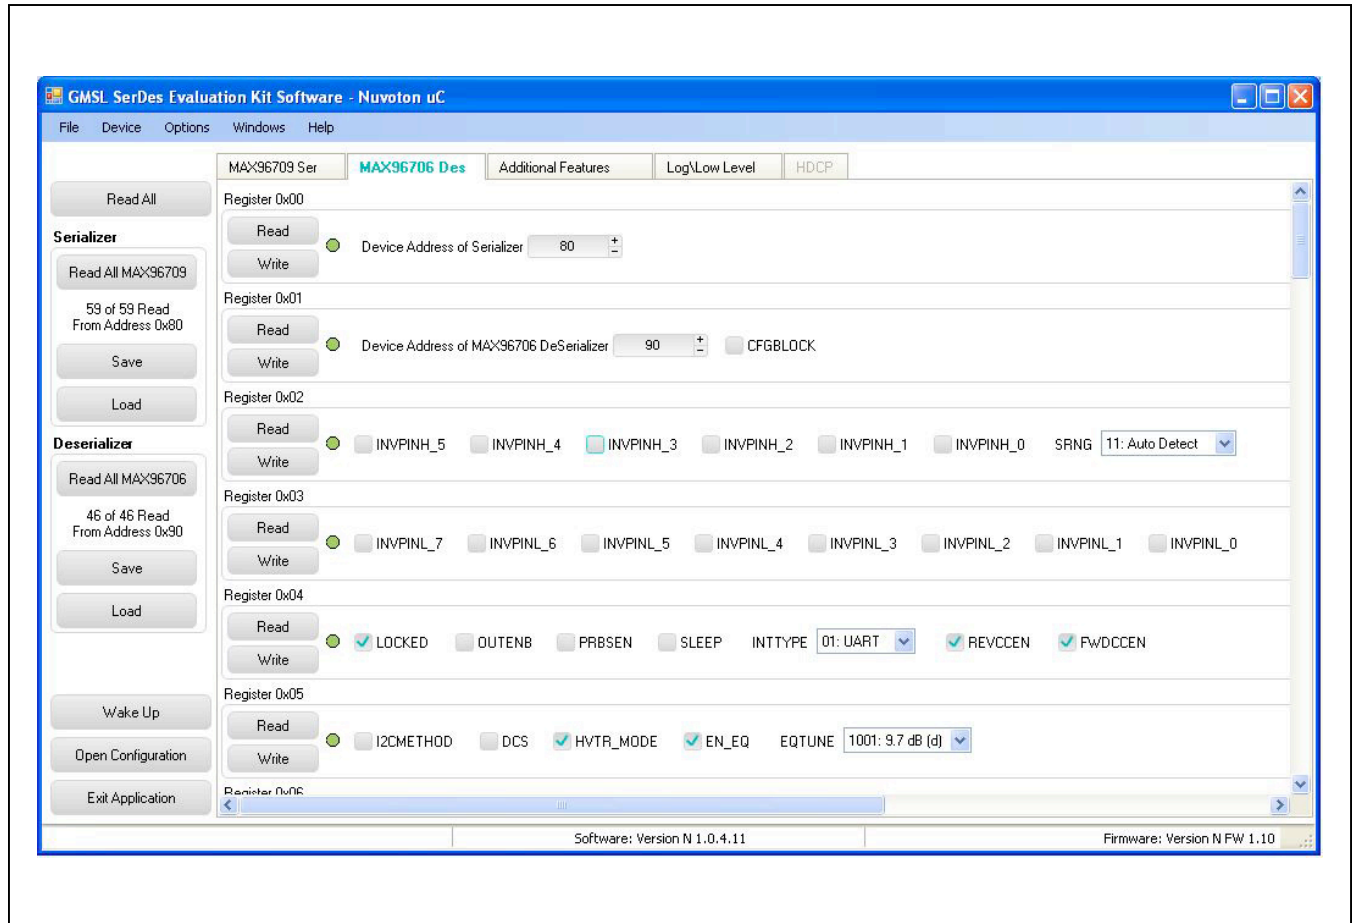 GMSL SerDes Evaluation Kit Software - Nuvoton uC
File Device Options Windows Help
MAX96709 Ser MAX96706 Des Additional Features Log\Low Level HDCP
Read All
Serializer
Read All MAX96709
59 of 59 Read
From Address 0x80
Save
Load
Deserializer
Read All MAX96706
46 of 46 Read
From Address 0x90
Save
Load
Wake Up
Open Configuration
Exit Application
Register 0x00
Read
Write
Device Address of Serializer 80
Register 0x01
Read
Write
Device Address of MAX96706 DeSerializer 90 CFGBLOCK
Register 0x02
Read
Write
INVPINH_5 INVPINH_4 INVPINH_3 INVPINH_2 INVPINH_1 INVPINH_0 SRNG 11: Auto Detect
Register 0x03
Read
Write
INVPINL_7 INVPINL_6 INVPINL_5 INVPINL_4 INVPINL_3 INVPINL_2 INVPINL_1 INVPINL_0
Register 0x04
Read
Write
LOCKED OUTENB PRBSEN SLEEP INTTYPE 01: UART REVCCEN FWDCCEN
Register 0x05
Read
Write
I2CMETHOD DCS HVTR_MODE EN_EQ EQTUNE 1001: 9.7 dB (d)
Register 0x06
Software: Version N 1.0.4.11 Firmware: Version N FW 1.10